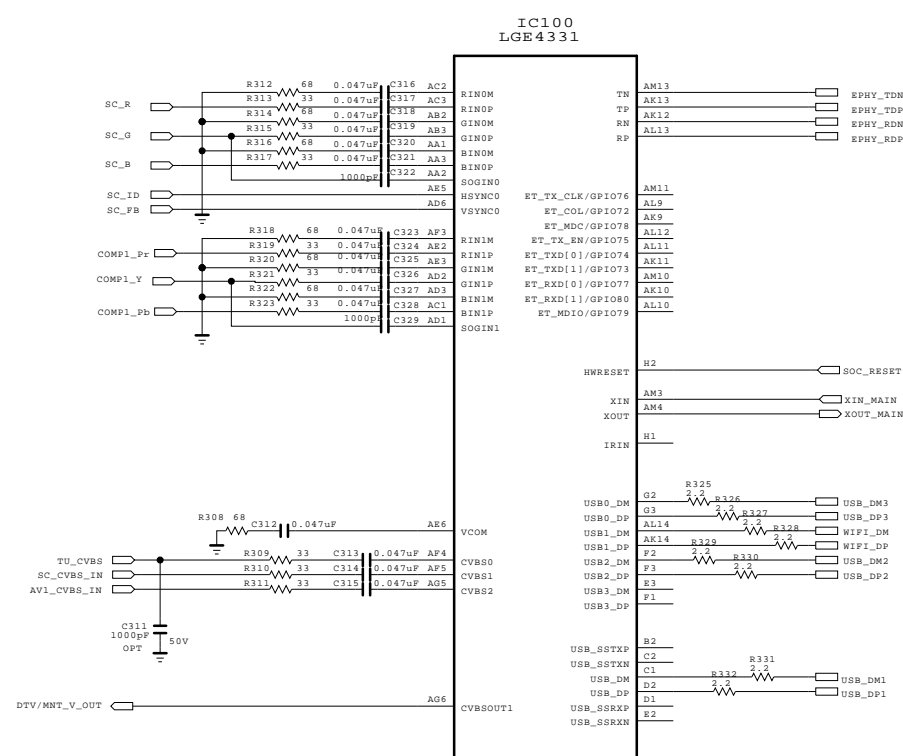 IC100
LGE4331
R312 68 0.047uF C316 AC2 RIN0M
SC_R R313 33 0.047uF C317 AC3 RIN0P
R314 68 0.047uF C318 AB2 GIN0M
SC_G R315 33 0.047uF C319 AB3 GIN0P
R316 68 0.047uF C320 AA1 BIN0M
SC_B R317 33 0.047uF C321 AA3 BIN0P
1000pF C322 AA2 SOGIN0
SC_ID AE5 HSYNC0
SC_FB AD6 VSYNC0
R318 68 0.047uF C323 AF3 RIN1M
COMP1_Pr R319 33 0.047uF C324 AE2 RIN1P
R320 68 0.047uF C325 AE3 GIN1M
COMP1_Y R321 33 0.047uF C326 AD2 GIN1P
R322 68 0.047uF C327 AD3 BIN1M
COMP1_Pb R323 33 0.047uF C328 AC1 BIN1P
1000pF C329 AD1 SOGIN1
R308 68 C312 0.047uF AE6 VCOM
TU_CVBS R309 33 C313 0.047uF AF4 CVBS0
SC_CVBS_IN R310 33 C314 0.047uF AF5 CVBS1
AV1_CVBS_IN R311 33 C315 0.047uF AG5 CVBS2
C311
1000pF
50V
OPT
DTV/MNT_V_OUT AG6 CVBSOUT1
TN AM13 EPHY_TDN
TP AK13 EPHY_TDP
RN AK12 EPHY_RDN
RP AL13 EPHY_RDP
ET_TX_CLK/GPIO76 AM11
ET_COL/GPIO72 AL9
ET_MDC/GPIO78 AK9
ET_TX_EN/GPIO75 AL12
ET_TXD[0]/GPIO74 AL11
ET_TXD[1]/GPIO73 AK11
ET_RXD[0]/GPIO77 AM10
ET_RXD[1]/GPIO80 AK10
ET_MDIO/GPIO79 AL10
HWRESET H2 SOC_RESET
XIN AM3 XIN_MAIN
XOUT AM4 XOUT_MAIN
IRIN H1
USB0_DM G2 R325 2.2 USB_DM3
USB0_DP G3 R326 2.2 USB_DP3
USB1_DM AL14 R327 2.2 WIFI_DM
USB1_DP AK14 R328 2.2 WIFI_DP
USB2_DM F2 R329 2.2 USB_DM2
USB2_DP F3 R330 2.2 USB_DP2
USB3_DM E3
USB3_DP F1
USB_SSTXP B2
USB_SSTXN C2
USB_DM C1 R331 2.2 USB_DM1
USB_DP D2 R332 2.2 USB_DP1
USB_SSRXP D1
USB_SSRXN E2